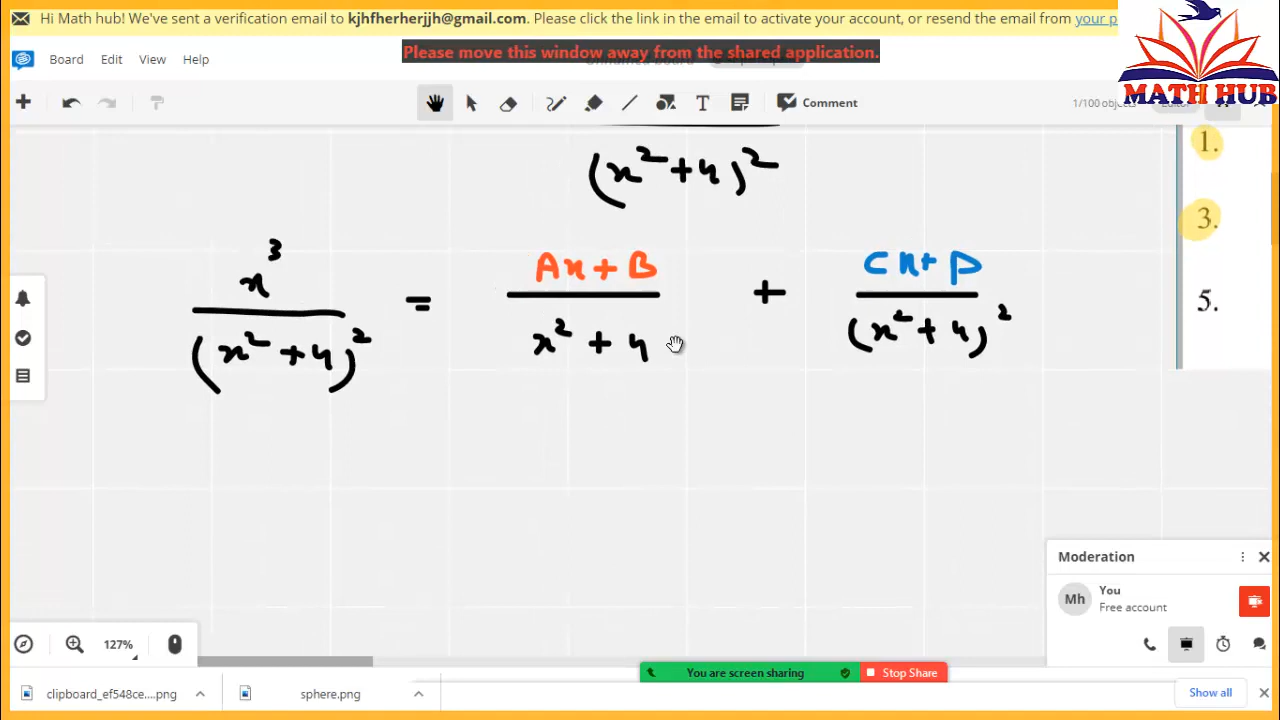 Hi Math hub! We've sent a verification email to kjhfherherjjh@gmail.com. Please click the link in the email to activate your account, or resend the email from your p
Please move this window away from the shared application.
Board Edit View Help
MATH HUB
Comment
1/100 objec
(x²+4)²
1.
3.
5.
x³/(x²+4)² = Ax+B/x²+4 + Cx+D/(x²+4)²
Moderation
Mh You
Free account
127%
You are screen sharing Stop Share
clipboard_ef548ce....png sphere.png Show all